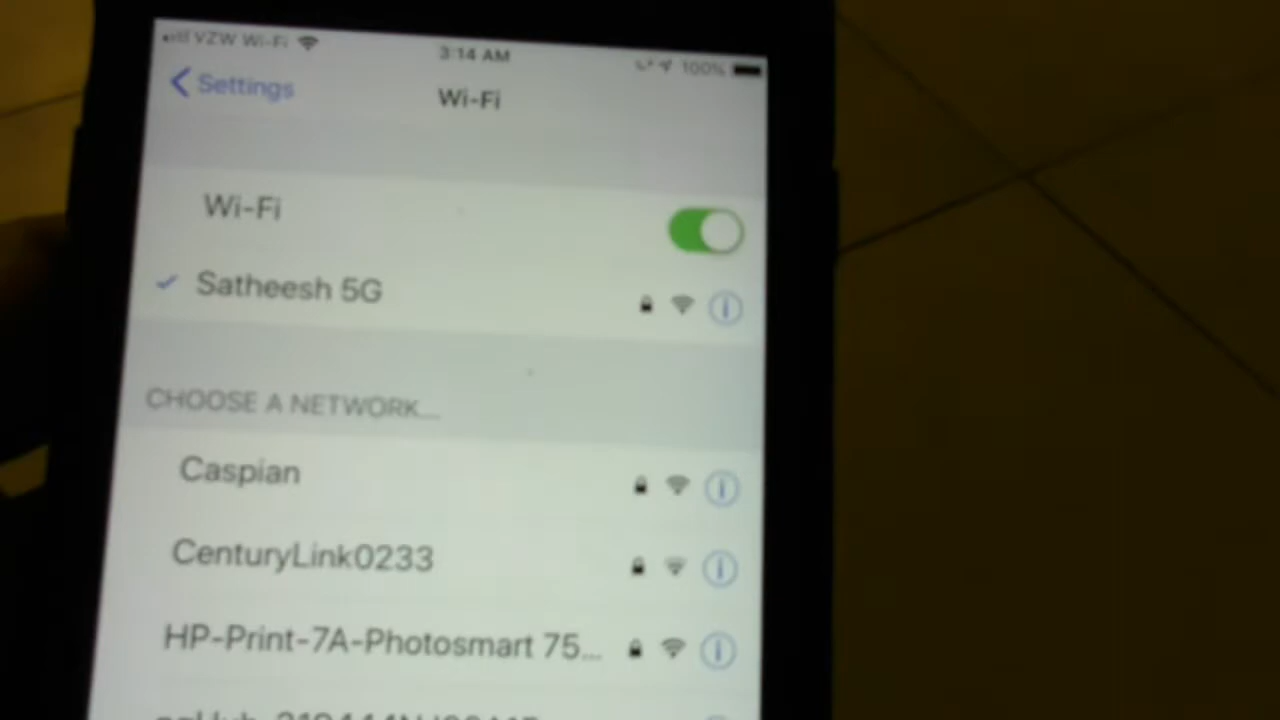 VZW Wi-Fi 3:14 AM 100%
Settings Wi-Fi
Wi-Fi
Satheesh 5G
CHOOSE A NETWORK...
Caspian
CenturyLink0233
HP-Print-7A-Photosmart 75...